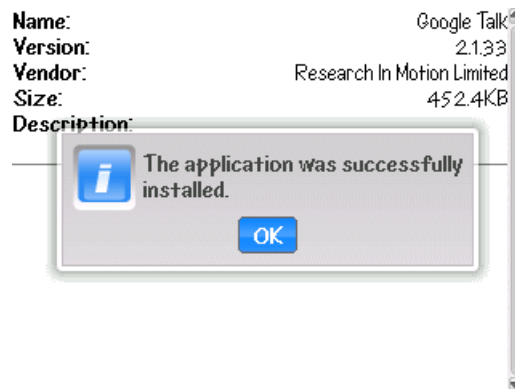 Name: Google Talk
Version: 2.1.33
Vendor: Research In Motion Limited
Size: 452.4KB
Description:
The application was successfully
installed.
OK